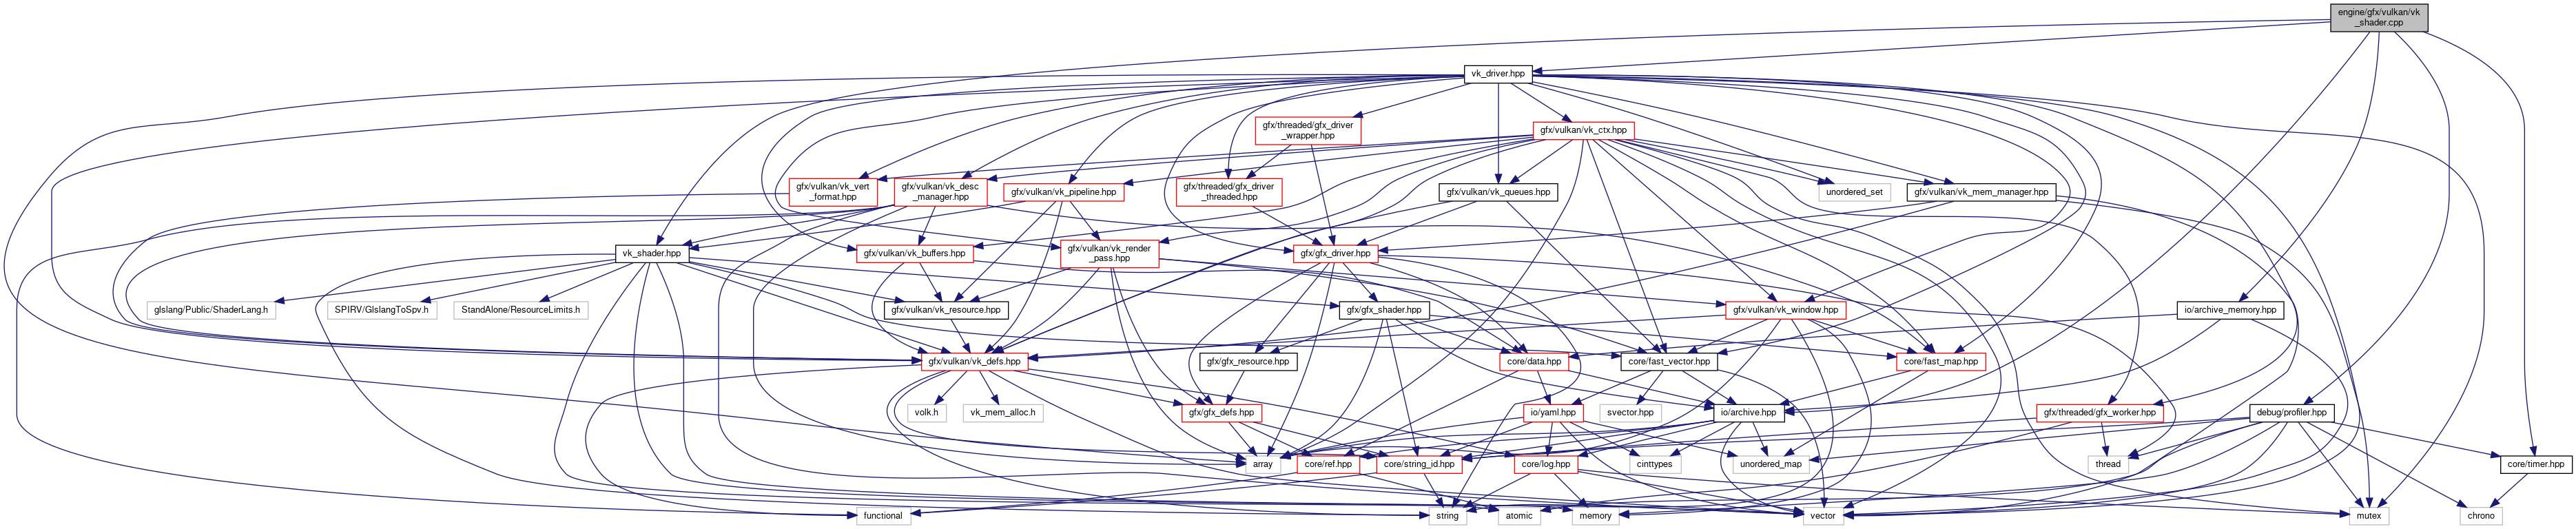 engine/gfx/vulkan/vk
_shader.cpp
vk_driver.hpp
gfx/threaded/gfx_driver
_wrapper.hpp
gfx/vulkan/vk_ctx.hpp
gfx/vulkan/vk_vert
_format.hpp
gfx/vulkan/vk_desc
_manager.hpp
gfx/vulkan/vk_pipeline.hpp
gfx/threaded/gfx_driver
_threaded.hpp
gfx/vulkan/vk_queues.hpp
unordered_set
gfx/vulkan/vk_mem_manager.hpp
vk_shader.hpp
gfx/vulkan/vk_buffers.hpp
gfx/vulkan/vk_render
_pass.hpp
gfx/gfx_driver.hpp
glslang/Public/ShaderLang.h
SPIRV/GlslangToSpv.h
StandAlone/ResourceLimits.h
gfx/vulkan/vk_resource.hpp
gfx/gfx_shader.hpp
gfx/vulkan/vk_window.hpp
io/archive_memory.hpp
gfx/vulkan/vk_defs.hpp
gfx/gfx_resource.hpp
core/data.hpp
core/fast_vector.hpp
core/fast_map.hpp
volk.h
vk_mem_alloc.h
gfx/gfx_defs.hpp
io/yaml.hpp
svector.hpp
io/archive.hpp
gfx/threaded/gfx_worker.hpp
debug/profiler.hpp
array
core/ref.hpp
core/string_id.hpp
core/log.hpp
cinttypes
unordered_map
thread
core/timer.hpp
functional
string
atomic
memory
vector
mutex
chrono